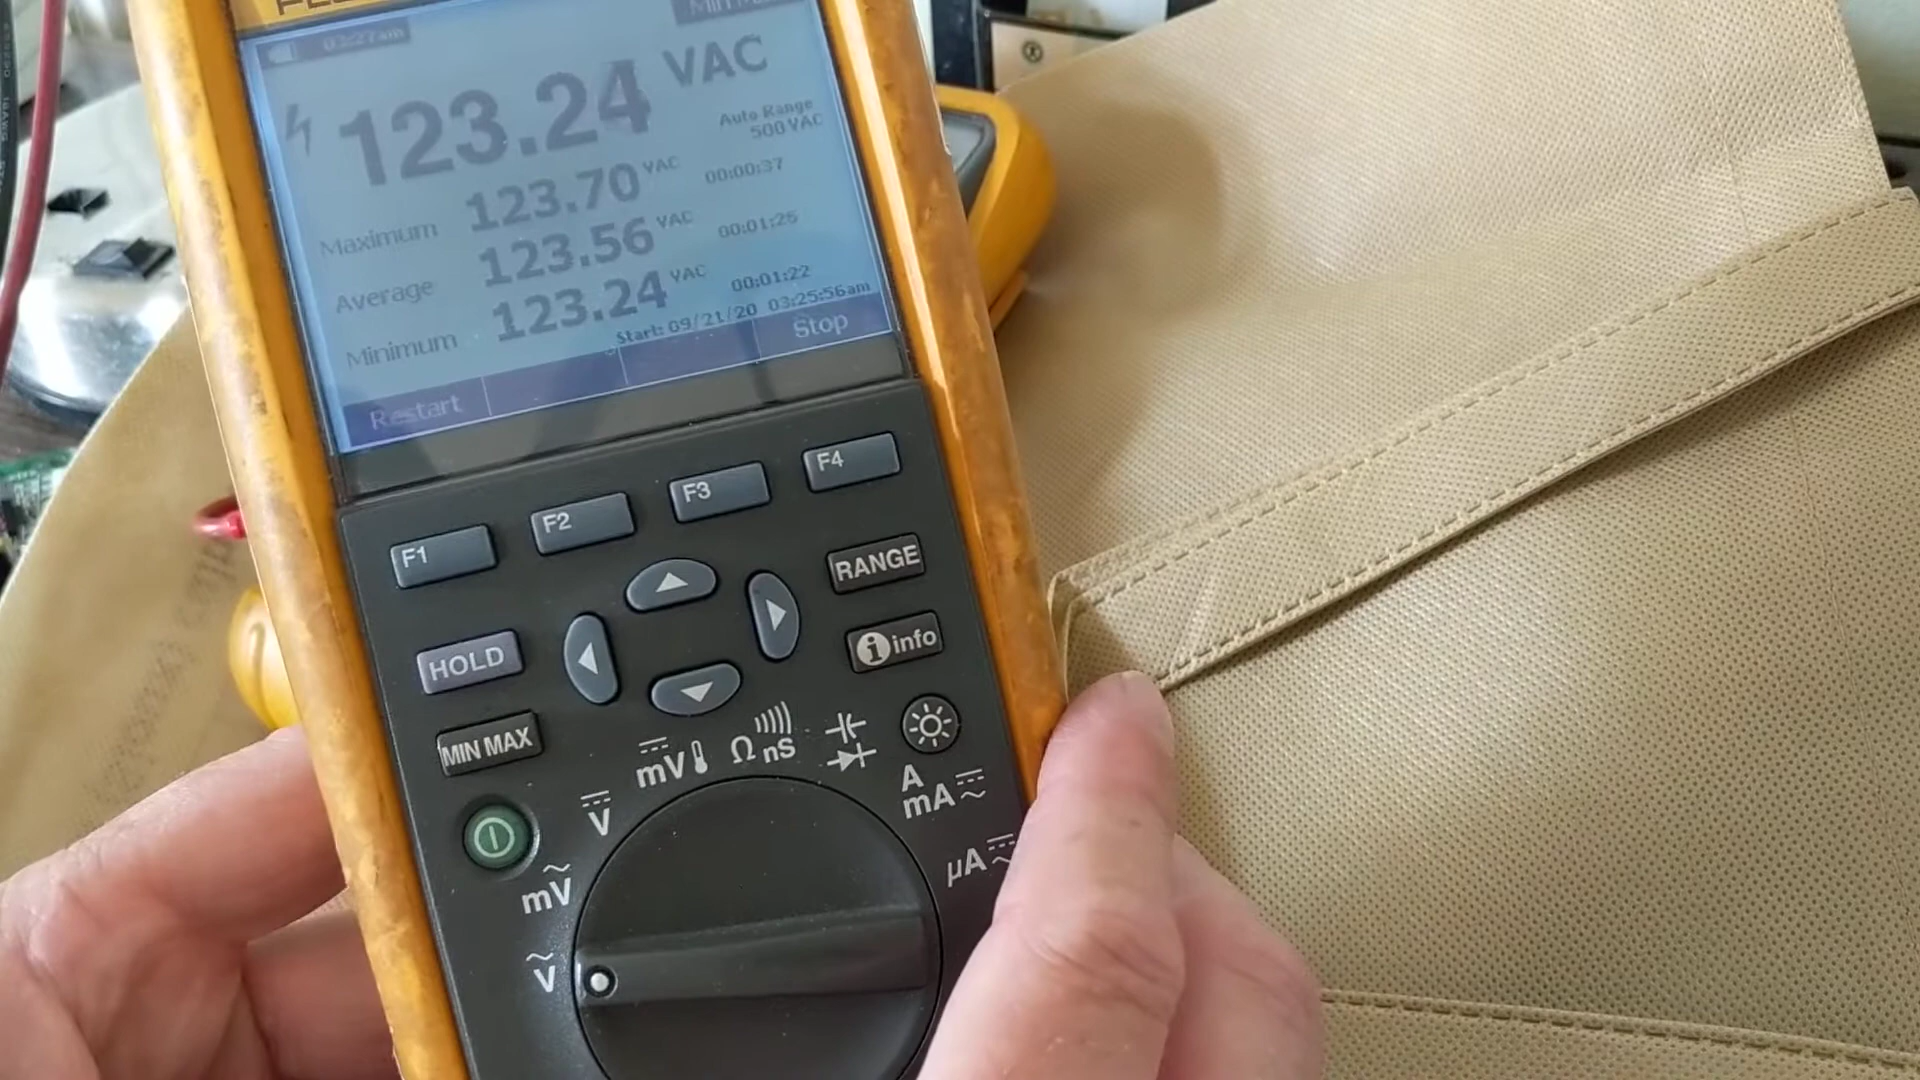 03:27am
123.24 VAC
Auto Range
500 VAC
Maximum 123.70 VAC 00:00:37
Average 123.56 VAC 00:01:25
Minimum 123.24 VAC 00:01:22
Start: 09/21/20 03:25:56am
Restart Stop
F1 F2 F3 F4
RANGE
HOLD
info
MIN MAX
mV Ω nS
A
mA
V
µA
mV
V